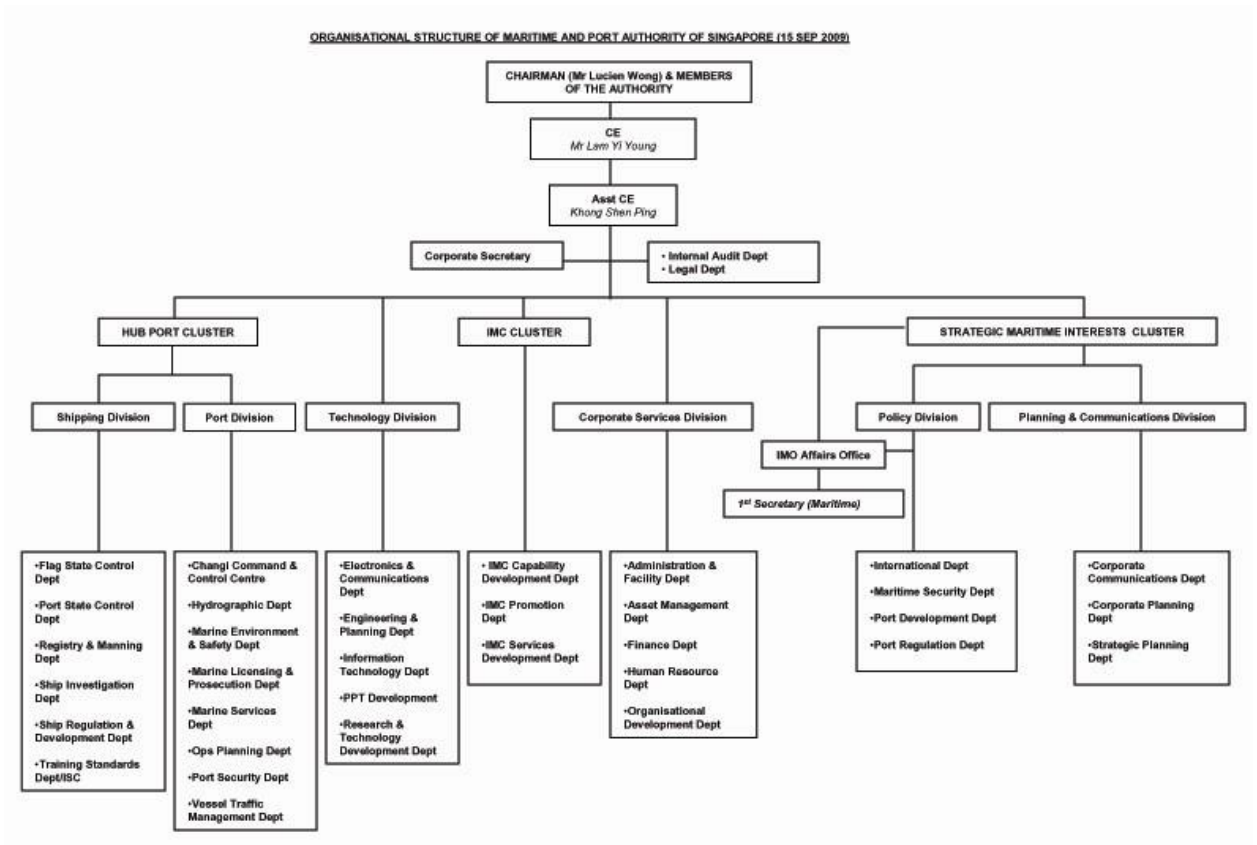 ORGANISATIONAL STRUCTURE OF MARITIME AND PORT AUTHORITY OF SINGAPORE (15 SEP 2009)
CHAIRMAN (Mr Lucien Wong) & MEMBERS
OF THE AUTHORITY
CE
Mr Lam Yi Young
Asst CE
Khong Shen Ping
Corporate Secretary
• Internal Audit Dept
• Legal Dept
HUB PORT CLUSTER
IMC CLUSTER
STRATEGIC MARITIME INTERESTS CLUSTER
Shipping Division
Port Division
Technology Division
Corporate Services Division
Policy Division
Planning & Communications Division
IMO Affairs Office
1st Secretary (Maritime)
•Flag State Control
Dept
•Port State Control
Dept
•Registry & Manning
Dept
•Ship Investigation
Dept
•Ship Regulation &
Development Dept
•Training Standards
Dept/ISC
•Changi Command &
Control Centre
•Hydrographic Dept
•Marine Environment
& Safety Dept
•Marine Licensing &
Prosecution Dept
•Marine Services
Dept
•Ops Planning Dept
•Port Security Dept
•Vessel Traffic
Management Dept
•Electronics &
Communications
Dept
•Engineering &
Planning Dept
•Information
Technology Dept
•PPT Development
•Research &
Technology
Development Dept
• IMC Capability
Development Dept
•IMC Promotion
Dept
•IMC Services
Development Dept
•Administration &
Facility Dept
•Asset Management
Dept
•Finance Dept
•Human Resource
Dept
•Organisational
Development Dept
•International Dept
•Maritime Security Dept
•Port Development Dept
•Port Regulation Dept
•Corporate
Communications Dept
•Corporate Planning
Dept
•Strategic Planning
Dept